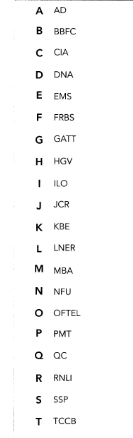 A AD
B BBFC
C CIA
D DNA
E EMS
F FRBS
G GATT
H HGV
I ILO
J JCR
K KBE
L LNER
M MBA
N NFU
O OFTEL
P PMT
Q QC
R RNLI
S SSP
T TCCB